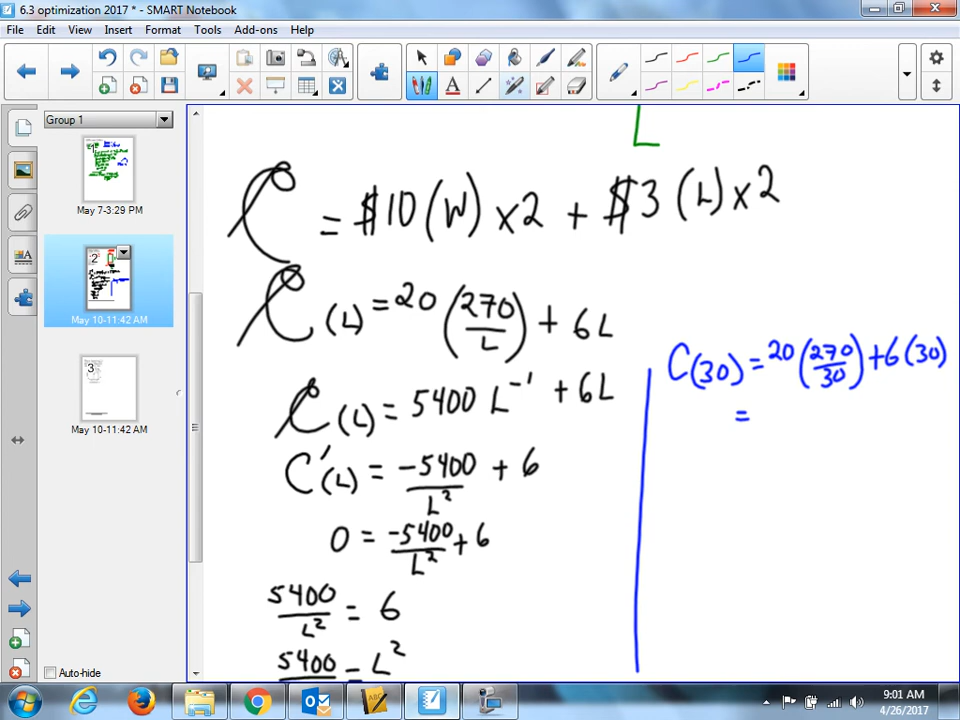 6.3 optimization 2017 * - SMART Notebook
File Edit View Insert Format Tools Add-ons Help
Group 1
May 7-3:29 PM
2
May 10-11:42 AM
3
May 10-11:42 AM
Auto-hide
L
C = $10 (W) x2 + $3 (L) x2
C(L) = 20 (270/L) + 6L
C(L) = 5400 L⁻¹ + 6L
C'(L) = -5400/L² + 6
0 = -5400/L² + 6
5400/L² = 6
5400 = L²
C(30) = 20 (270/30) + 6(30)
=
9:01 AM
4/26/2017